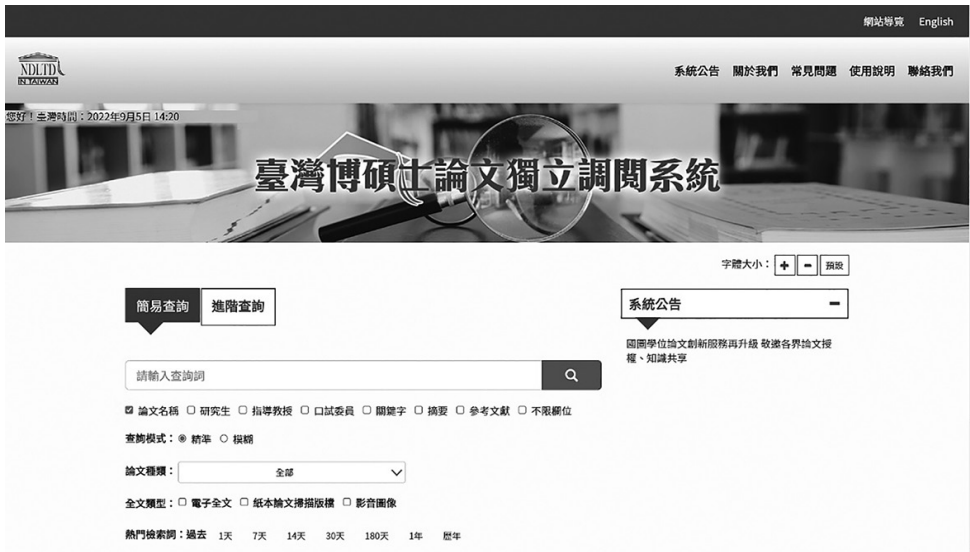 網站導覽 English
NDLTD
IN TAIWAN
系統公告 關於我們 常見問題 使用說明 聯絡我們
您好！臺灣時間：2022年9月5日 14:20
臺灣博碩士論文獨立調閱系統
字體大小： + - 預設
簡易查詢 進階查詢
系統公告
國圖學位論文創新服務再升級 敬邀各界論文授
權、知識共享
請輸入查詢詞
論文名稱 研究生 指導教授 口試委員 關鍵字 摘要 參考文獻 不限欄位
查詢模式： 精準 模糊
論文種類： 全部
全文類型： 電子全文 紙本論文掃描版檔 影音圖像
熱門檢索詞：過去 1天 7天 14天 30天 180天 1年 歷年